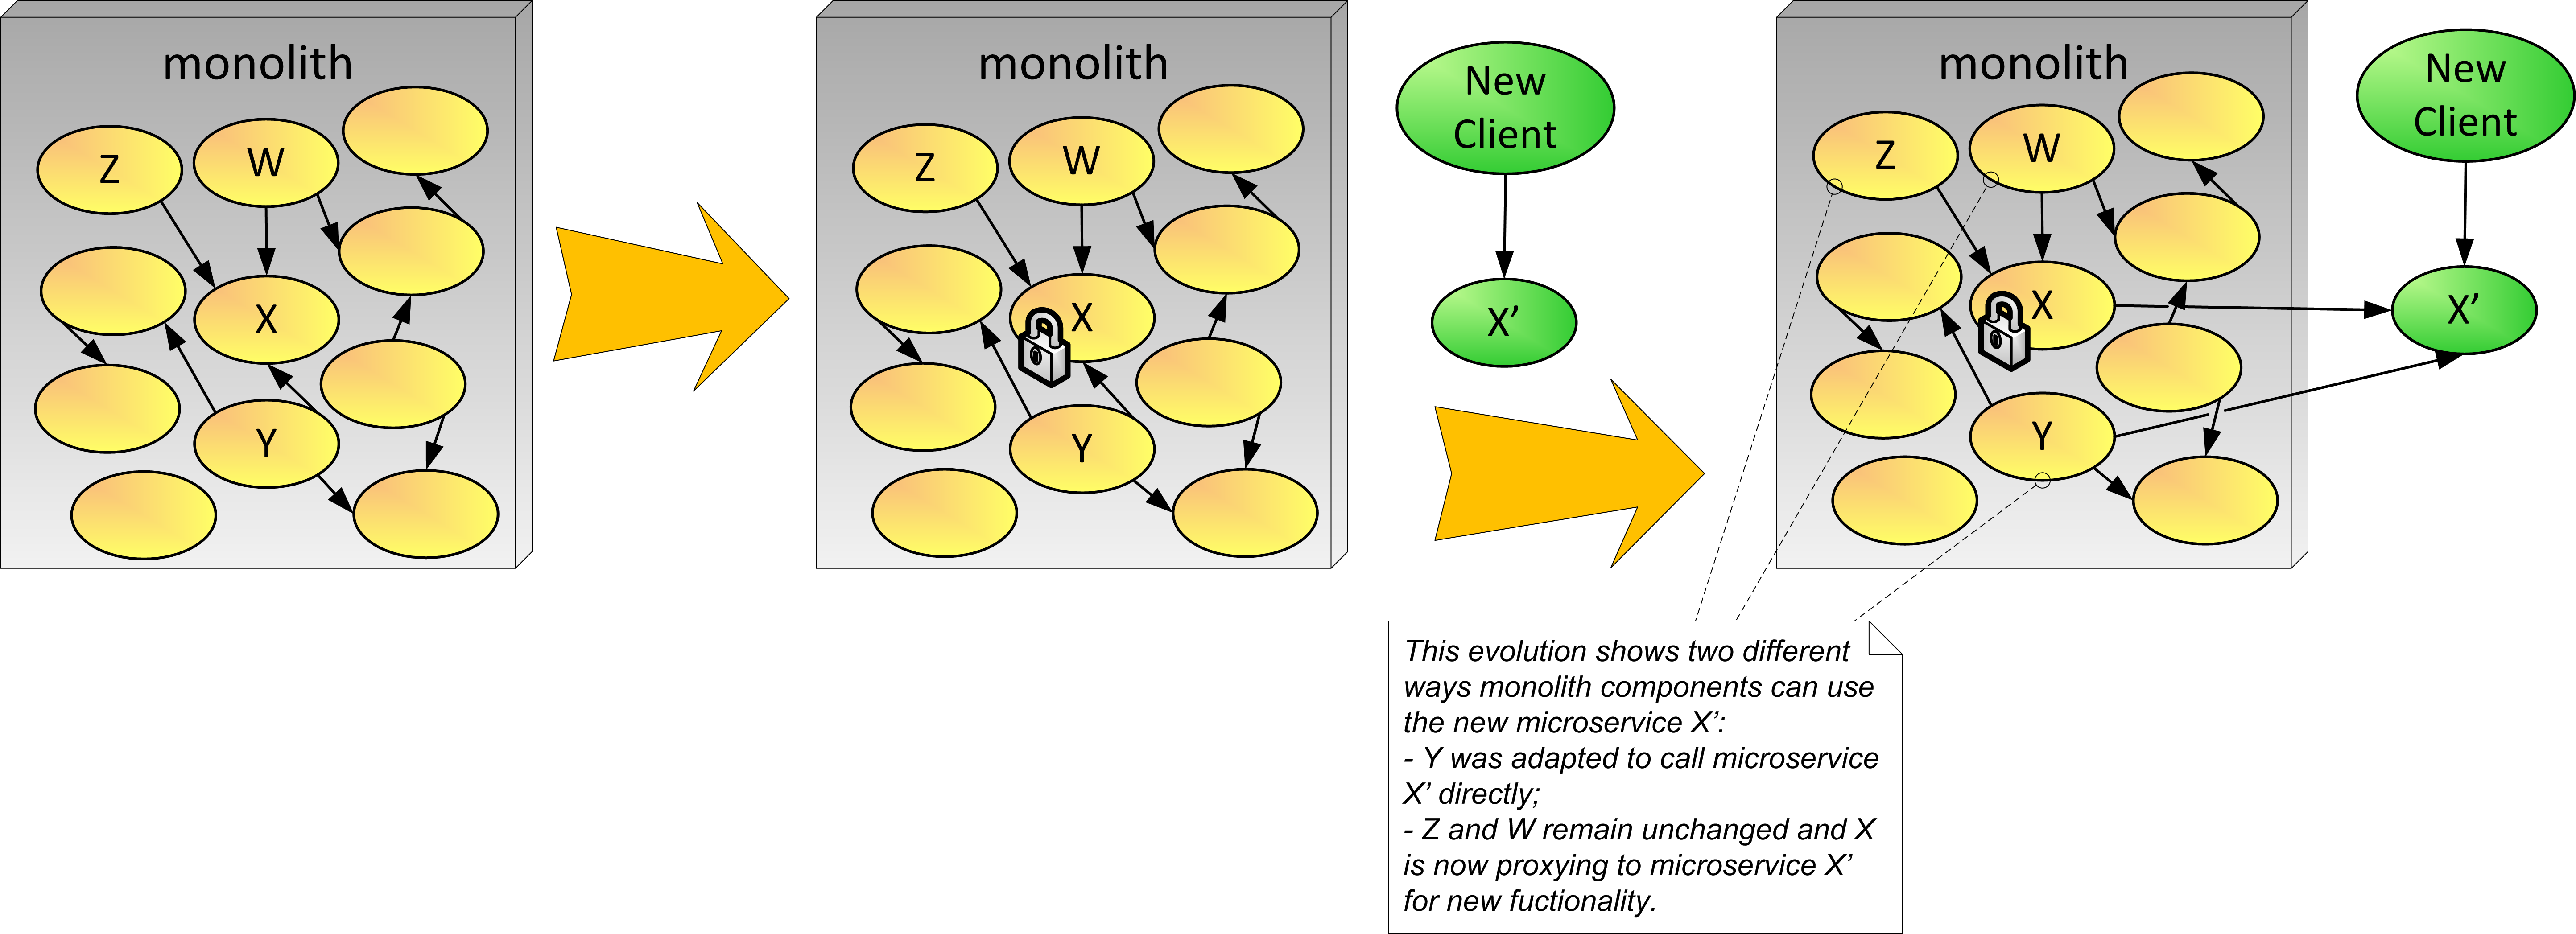 monolith
Z
W
X
Y
monolith
Z
W
X
Y
New
Client
X’
monolith
Z
W
X
Y
New
Client
X’
This evolution shows two different
ways monolith components can use
the new microservice X’:
- Y was adapted to call microservice
X’ directly;
- Z and W remain unchanged and X
is now proxying to microservice X’
for new fuctionality.